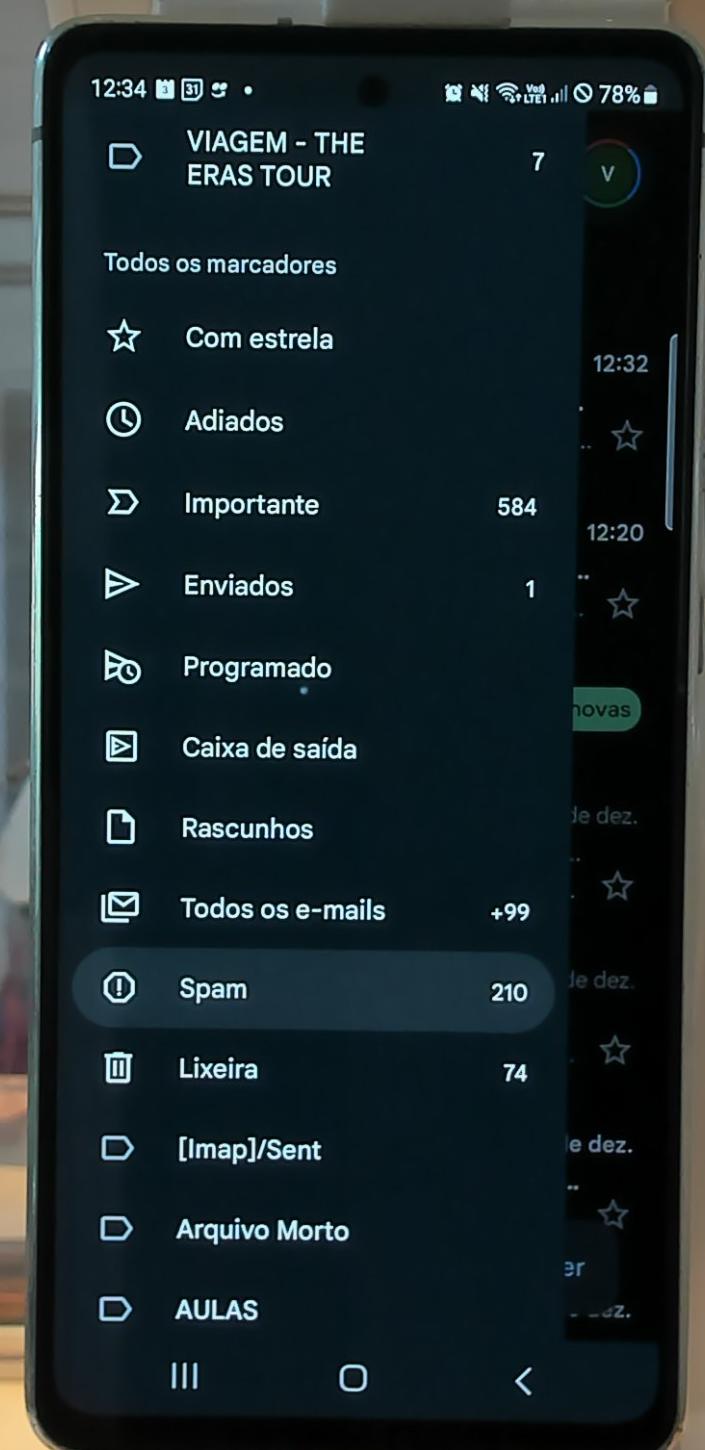 12:34 3 31 Vo) LTE1 78%
VIAGEM - THE
ERAS TOUR 7
V
Todos os marcadores
Com estrela
12:32
Adiados
Importante 584
12:20
Enviados 1
Programado
novas
Caixa de saída
de dez.
Rascunhos
Todos os e-mails +99
de dez.
Spam 210
Lixeira 74
[Imap]/Sent
de dez.
Arquivo Morto
er
AULAS